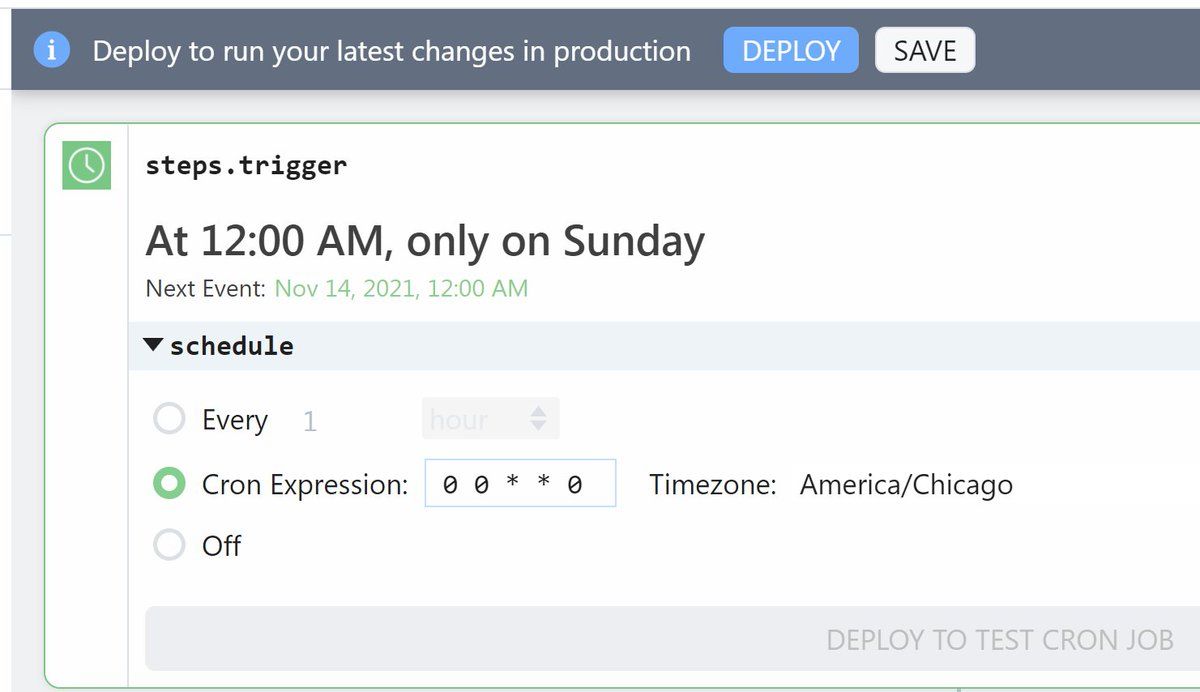 i Deploy to run your latest changes in production DEPLOY SAVE
steps.trigger
At 12:00 AM, only on Sunday
Next Event: Nov 14, 2021, 12:00 AM
schedule
Every 1 hour
Cron Expression: 0 0 * * 0 Timezone: America/Chicago
Off
DEPLOY TO TEST CRON JOB